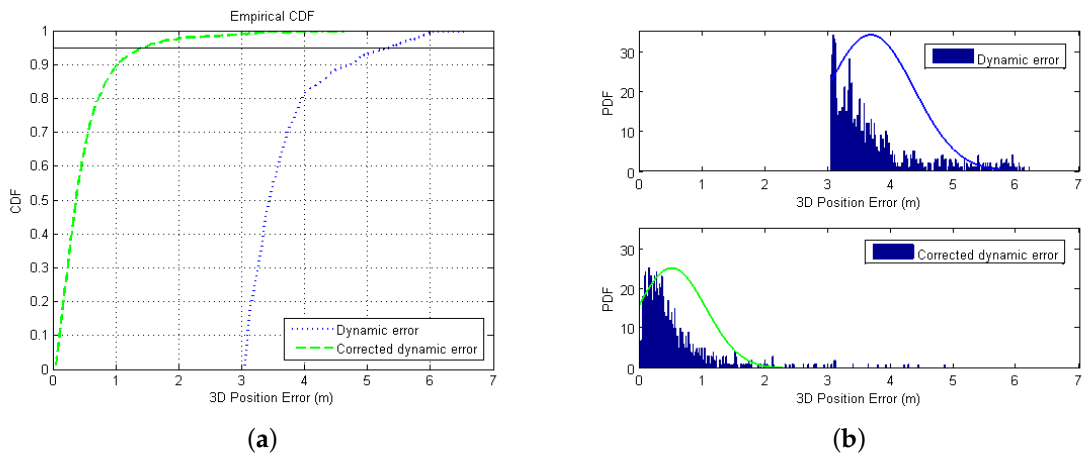 Empirical CDF
CDF
1
0.9
0.8
0.7
0.6
0.5
0.4
0.3
0.2
0.1
0
0 1 2 3 4 5 6 7
3D Position Error (m)
Dynamic error
Corrected dynamic error
(a)
PDF
30
20
10
0
0 1 2 3 4 5 6 7
3D Position Error (m)
Dynamic error
PDF
30
20
10
0
0 1 2 3 4 5 6 7
3D Position Error (m)
Corrected dynamic error
(b)